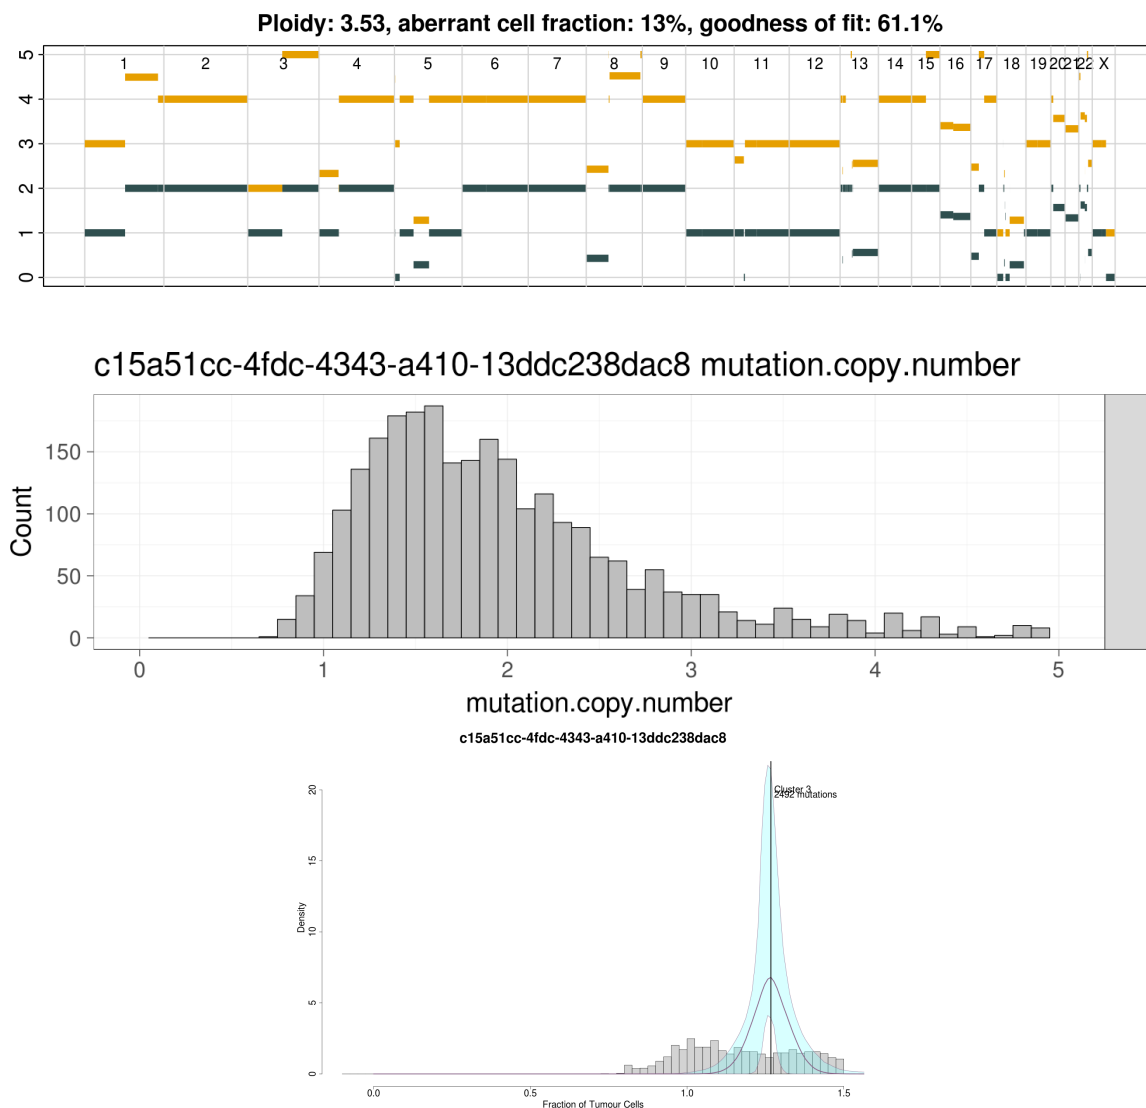 Ploidy: 3.53, aberrant cell fraction: 13%, goodness of fit: 61.1%
5
4
3
2
1
0
1 2 3 4 5 6 7 8 9 10 11 12 13 14 15 16 17 18 19 20 21 22 X
c15a51cc-4fdc-4343-a410-13ddc238dac8 mutation.copy.number
Count
150
100
50
0
0 1 2 3 4 5
mutation.copy.number
c15a51cc-4fdc-4343-a410-13ddc238dac8
Cluster 3
2492 mutations
Density
20
15
10
5
0
0.0 0.5 1.0 1.5
Fraction of Tumour Cells